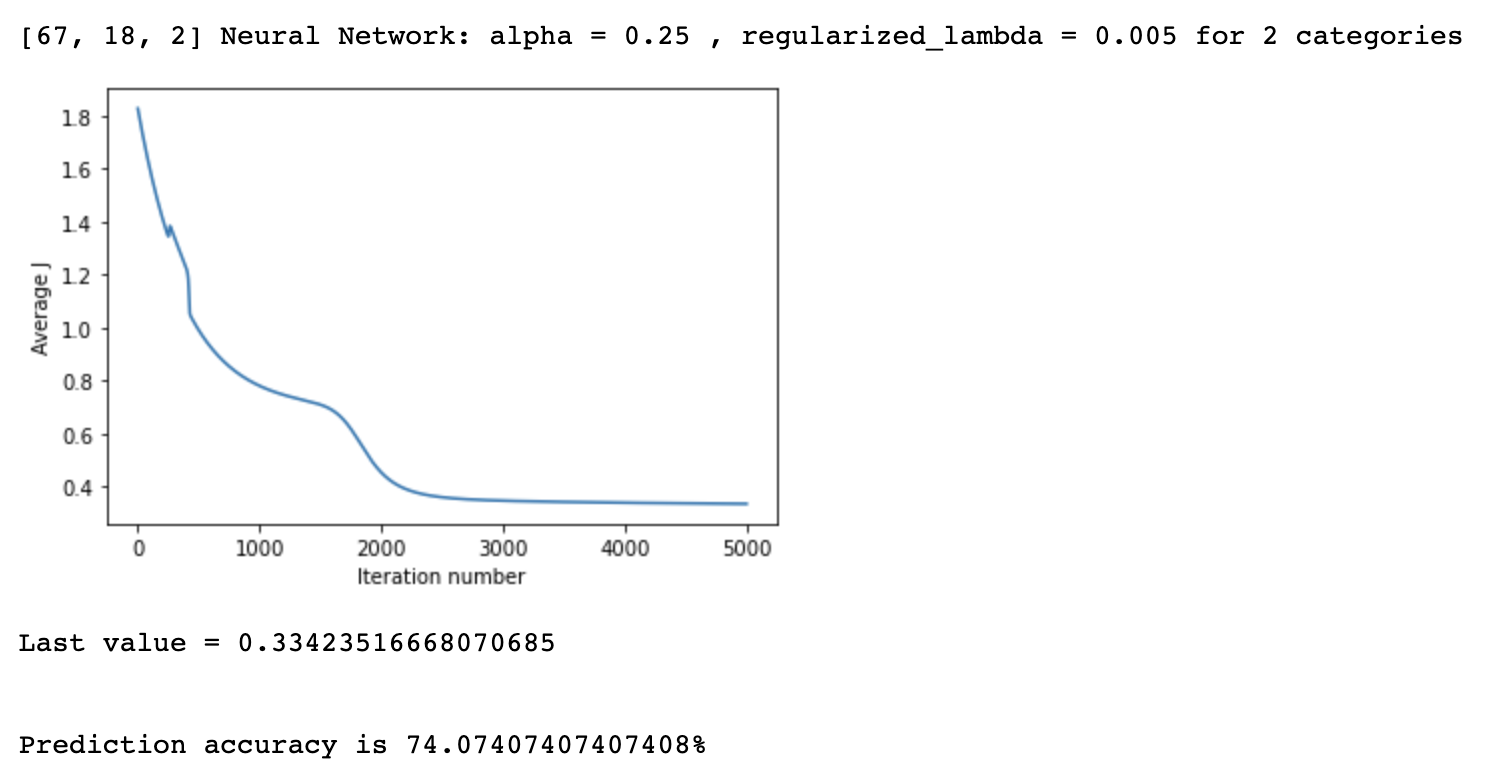 [67, 18, 2] Neural Network: alpha = 0.25 , regularized_lambda = 0.005 for 2 categories
1.8
1.6
1.4
1.2
1.0
0.8
0.6
0.4
Average J
0 1000 2000 3000 4000 5000
Iteration number
Last value = 0.33423516668070685
Prediction accuracy is 74.07407407407408%